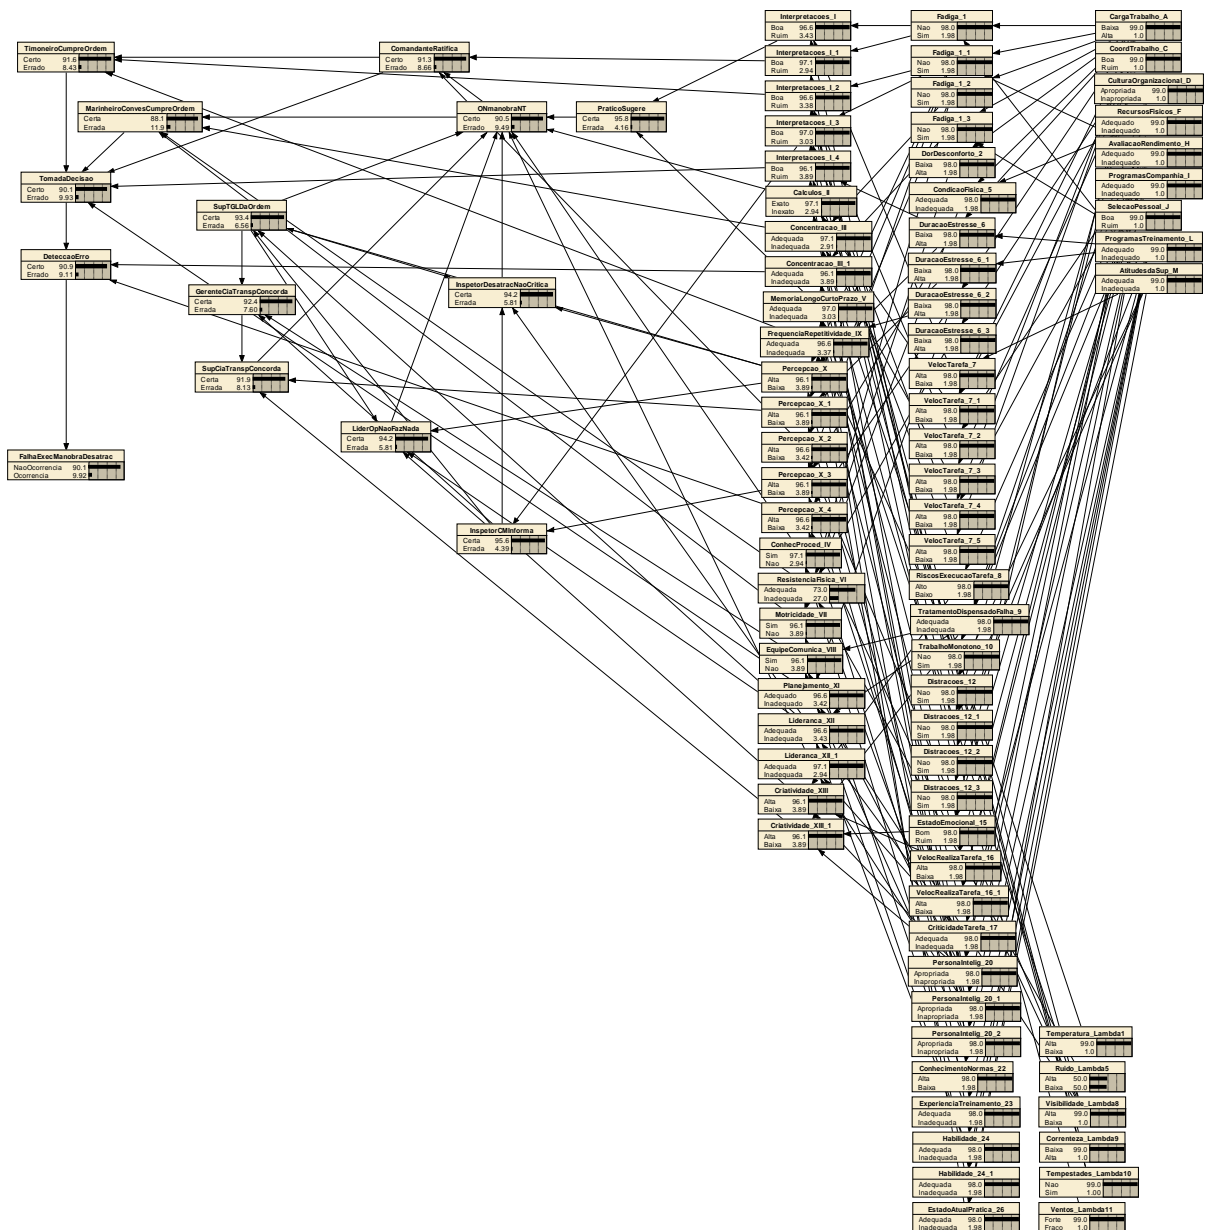 TimoneiroCumpreOrdem
Certo 91.6
Errado 8.43
MarinheiroConvesCumpreOrdem
Certa 88.1
Errada 11.9
TomadaDecisao
Certo 90.1
Errado 9.93
DeteccaoErro
Certo 90.9
Errado 9.11
FalhaExecManobraDesatrac
NaoOcorrencia 90.1
Ocorrencia 9.92
ComandanteRatifica
Certo 91.3
Errado 8.66
ONmanobraNT
Certo 90.5
Errado 9.49
PraticoSugere
Certa 95.8
Errada 4.16
SupTGLDaOrdem
Certa 93.4
Errada 6.56
GerenteCiaTranspConcorda
Certa 92.4
Errada 7.60
SupCiaTranspConcorda
Certa 91.9
Errada 8.13
InspetorDesatracNaoCritica
Certa 94.2
Errada 5.81
LiderOpNaoFazNada
Certa 94.2
Errada 5.81
InspetorCMInforma
Certa 95.6
Errada 4.39
Interpretacoes_I
Boa 96.6
Ruim 3.43
Interpretacoes_I_1
Boa 97.1
Ruim 2.94
Interpretacoes_I_2
Boa 96.6
Ruim 3.38
Interpretacoes_I_3
Boa 97.0
Ruim 3.03
Interpretacoes_I_4
Boa 96.1
Ruim 3.89
Calculos_II
Exato 97.1
Inexato 2.94
Concentracao_III
Adequada 97.1
Inadequada 2.91
Concentracao_III_1
Adequada 96.1
Inadequada 3.89
MemoriaLongoCurtoPrazo_V
Adequada 97.0
Inadequada 3.03
FrequenciaRepetitividade_IX
Adequada 96.6
Inadequada 3.37
Percepcao_X
Alta 96.1
Baixa 3.89
Percepcao_X_1
Alta 96.1
Baixa 3.89
Percepcao_X_2
Alta 96.6
Baixa 3.42
Percepcao_X_3
Alta 96.1
Baixa 3.89
Percepcao_X_4
Alta 96.6
Baixa 3.42
ConhecProced_IV
Sim 97.1
Nao 2.94
ResistenciaFisica_VI
Adequada 73.0
Inadequada 27.0
Motricidade_VII
Sim 96.1
Nao 3.89
EquipeComunica_VIII
Sim 96.1
Nao 3.89
Planejamento_XI
Adequado 96.6
Inadequado 3.42
Lideranca_XII
Adequada 96.6
Inadequada 3.43
Lideranca_XII_1
Adequada 97.1
Inadequada 2.94
Criatividade_XIII
Alta 96.1
Baixa 3.89
Criatividade_XIII_1
Alta 96.1
Baixa 3.89
Fadiga_1
Nao 98.0
Sim 1.98
Fadiga_1_1
Nao 98.0
Sim 1.98
Fadiga_1_2
Nao 98.0
Sim 1.98
Fadiga_1_3
Nao 98.0
Sim 1.98
DorDesconforto_2
Baixa 98.0
Alta 1.98
CondicaoFisica_5
Adequada 98.0
Inadequada 1.98
DuracaoEstresse_6
Baixa 98.0
Alta 1.98
DuracaoEstresse_6_1
Baixa 98.0
Alta 1.98
DuracaoEstresse_6_2
Baixa 98.0
Alta 1.98
DuracaoEstresse_6_3
Baixa 98.0
Alta 1.98
VelocTarefa_7
Alta 98.0
Baixa 1.98
VelocTarefa_7_1
Alta 98.0
Baixa 1.98
VelocTarefa_7_2
Alta 98.0
Baixa 1.98
VelocTarefa_7_3
Alta 98.0
Baixa 1.98
VelocTarefa_7_4
Alta 98.0
Baixa 1.98
VelocTarefa_7_5
Alta 98.0
Baixa 1.98
RiscosExecucaoTarefa_8
Alto 98.0
Baixo 1.98
TratamentoDispensadoFalha_9
Adequada 98.0
Inadequada 1.98
TrabalhoMonotono_10
Nao 98.0
Sim 1.98
Distracoes_12
Nao 98.0
Sim 1.98
Distracoes_12_1
Nao 98.0
Sim 1.98
Distracoes_12_2
Nao 98.0
Sim 1.98
Distracoes_12_3
Nao 98.0
Sim 1.98
EstadoEmocional_15
Bom 98.0
Ruim 1.98
VelocRealizaTarefa_16
Alta 98.0
Baixa 1.98
VelocRealizaTarefa_16_1
Alta 98.0
Baixa 1.98
CriticidadeTarefa_17
Adequada 98.0
Inadequada 1.98
PersonaIntelig_20
Apropriada 98.0
Inapropriada 1.98
PersonaIntelig_20_1
Apropriada 98.0
Inapropriada 1.98
PersonaIntelig_20_2
Apropriada 98.0
Inapropriada 1.98
ConhecimentoNormas_22
Alta 98.0
Baixa 1.98
ExperienciaTreinamento_23
Adequada 98.0
Inadequada 1.98
Habilidade_24
Adequada 98.0
Inadequada 1.98
Habilidade_24_1
Adequada 98.0
Inadequada 1.98
EstadoAtualPratica_26
Adequada 98.0
Inadequada 1.98
CargaTrabalho_A
Baixa 99.0
Alta 1.0
CoordTrabalho_C
Boa 99.0
Ruim 1.0
CulturaOrganizacional_D
Apropriada 99.0
Inapropriada 1.0
RecursosFisicos_F
Adequado 99.0
Inadequado 1.0
AvaliacaoRendimento_H
Adequado 99.0
Inadequado 1.0
ProgramasCompanhia_I
Adequado 99.0
Inadequado 1.0
SelecaoPessoal_J
Boa 99.0
Ruim 1.0
ProgramasTreinamento_L
Adequado 99.0
Inadequado 1.0
AtitudesdaSup_M
Adequada 99.0
Inadequada 1.0
Temperatura_Lambda1
Alta 99.0
Baixa 1.0
Ruido_Lambda5
Alta 50.0
Baixa 50.0
Visibilidade_Lambda8
Alta 99.0
Baixa 1.0
Correnteza_Lambda9
Baixa 99.0
Alta 1.0
Tempestades_Lambda10
Nao 99.0
Sim 1.00
Ventos_Lambda11
Forte 99.0
Fraco 1.0